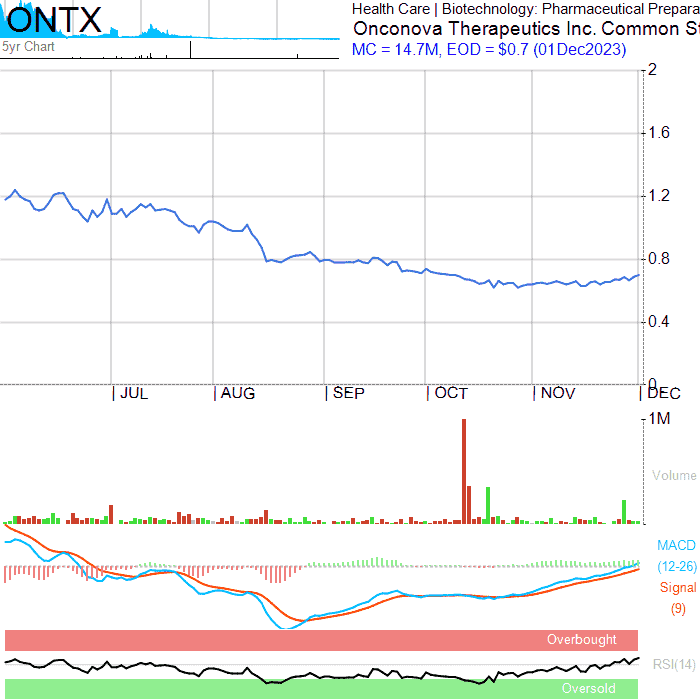 ONTX
5yr Chart
Health Care | Biotechnology: Pharmaceutical Prepara
Onconova Therapeutics Inc. Common St
MC = 14.7M, EOD = $0.7 (01Dec2023)
2
1.6
1.2
0.8
0.4
0
JUL
AUG
SEP
OCT
NOV
DEC
1M
Volume
MACD
(12-26)
Signal
(9)
Overbought
RSI(14)
Oversold